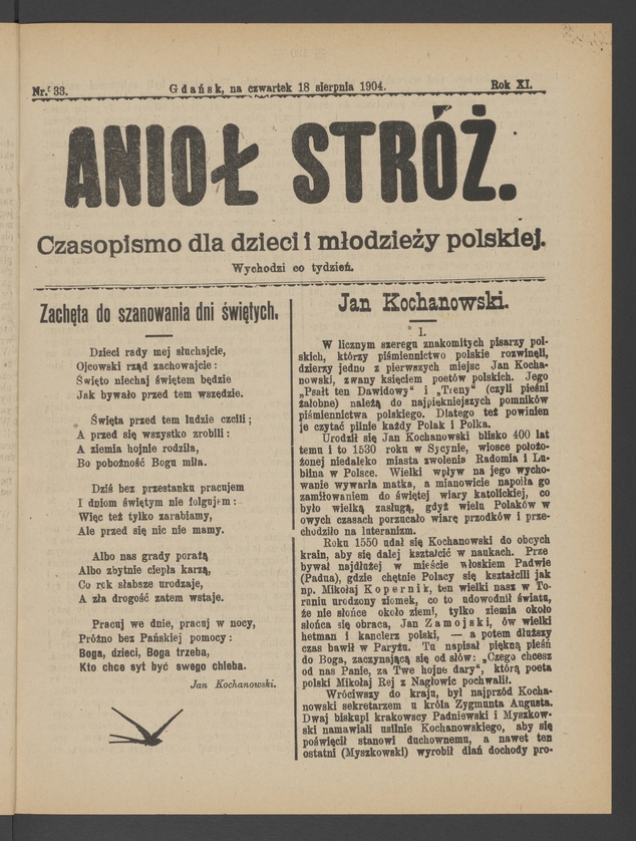 Nr. 33. Gdańsk, na czwartek 18 sierpnia 1904. Rok XI.
ANIOŁ STRÓŻ.
Czasopismo dla dzieci i młodzieży polskiej.
Wychodzi co tydzień.
Zachęta do szanowania dni świętych.
Dzieci rady mej słuchajcie,
Ojcowski rząd zachowajcie :
Święto niechaj świętem będzie
Jak bywało przed tem wszędzie.
Święta przed tem ludzie czcili ;
A przed się wszystko zrobili :
A ziemia hojnie rodziła,
Bo pobożność Bogu miła.
Dziś bez przestanku pracujem
I dniom świętym nie folgujem :
Więc też tylko zarabiamy,
Ale przed się nic nie mamy.
Albo nas grady porażą
Albo zbytnie ciepła karzą,
Co rok słabsze urodzaje,
A zła drogość zatem wstaje.
Pracuj we dnie, pracuj w nocy,
Próżno bez Pańskiej pomocy :
Boga, dzieci, Boga trzeba,
Kto chce syt być swego chleba.
Jan Kochanowski.
Jan Kochanowski.
I.
W licznym szeregu znakomitych pisarzy pol-
skich, którzy piśmiennictwo polskie rozwinęli,
dzierży jedno z pierwszych miejsc Jan Kocha-
nowski, zwany księciem poetów polskich. Jego
„Psałterz Dawidowy" i „Treny" (czyli pieśni
żałobne) należą do najpiękniejszych pomników
piśmiennictwa polskiego. Dlatego też powinien
je czytać pilnie każdy Polak i Polka.
Urodził się Jan Kochanowski blisko 400 lat
temu i to 1530 roku w Sycynie, wiosce poło-
żonej niedaleko miasta zwolenia Radomia i Lu-
blina w Polsce. Wielki wpływ na jego wycho-
wanie wywarła matka, a mianowicie napoiła go
zamiłowaniem do świętej wiary katolickiej, co
było wielką zasługą, gdyż wielu Polaków w
owych czasach porzucało wiarę przodków i prze-
chodziło na luteranizm.
Roku 1550 udał się Kochanowski do obcych
krain, aby się dalej kształcić w naukach. Prze
bywał najdłużej w mieście włoskiem Padwie
(Padua), gdzie chętnie Polacy się kształcili jak
np. Mikołaj Kopernik, ten wielki nasz w To-
runiu urodzony ziomek, co to udowodnił światu,
że nie słońce około ziemi, tylko ziemia około
słońca się obraca, Jan Zamojski, ów wielki
hetman i kanclerz polski, — a potem dłuższy
czas bawił w Paryżu. Tu napisał piękną pieśń
do Boga, zaczynającą się od słów: „Czego chcesz
od nas Panie, za Twe hojne dary", którą poeta
polski Mikołaj Rej z Nagłowic pochwalił.
Wróciwszy do kraju, był najprzód Kocha-
nowski sekretarzem u króla Zygmunta Augusta.
Dwaj biskupi krakowscy Padniewski i Myszkow-
ski namawiali usilnie Kochanowskiego, aby się
poświęcił stanowi duchownemu, a nawet ten
ostatni (Myszkowski) wyrobił dlań dochody pro-